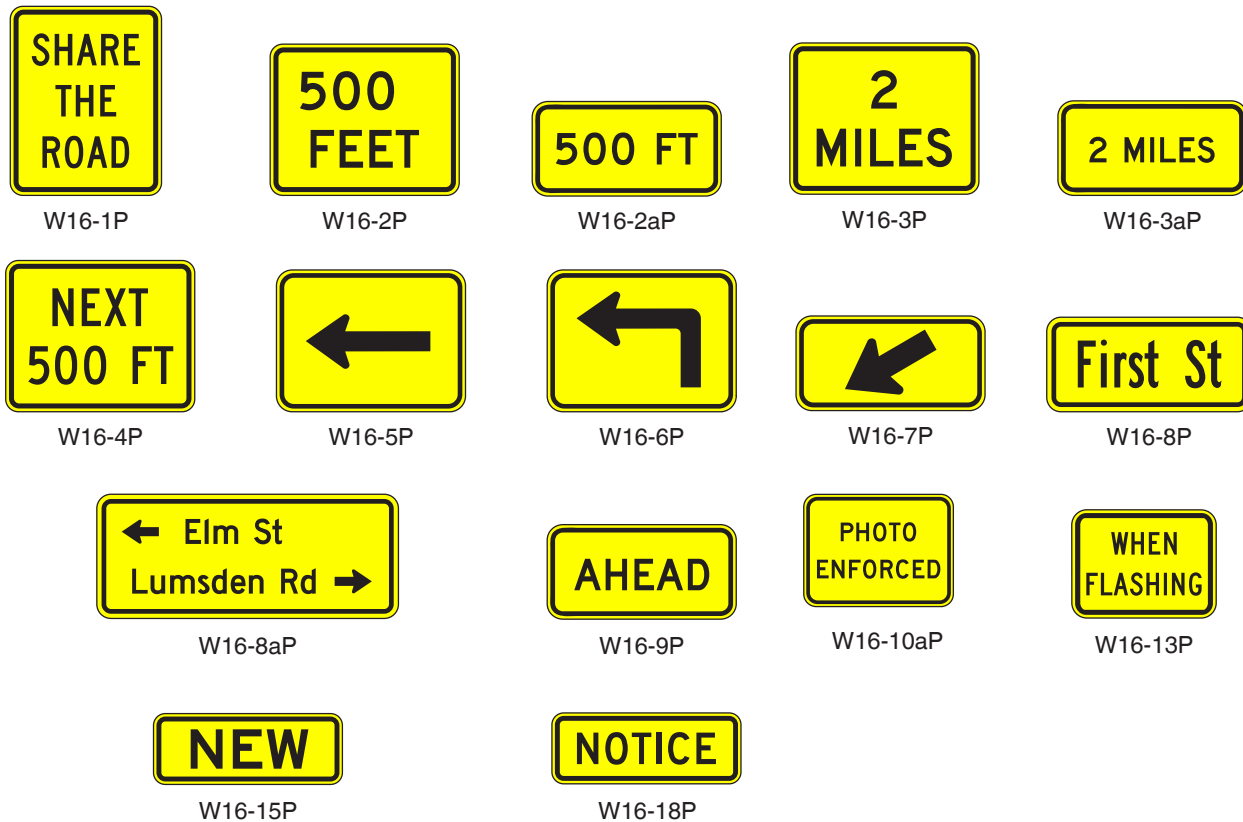 SHARE
THE
ROAD
W16-1P
500
FEET
W16-2P
500 FT
W16-2aP
2
MILES
W16-3P
2 MILES
W16-3aP
NEXT
500 FT
W16-4P
W16-5P
W16-6P
W16-7P
First St
W16-8P
Elm St
Lumsden Rd
W16-8aP
AHEAD
W16-9P
PHOTO
ENFORCED
W16-10aP
WHEN
FLASHING
W16-13P
NEW
W16-15P
NOTICE
W16-18P